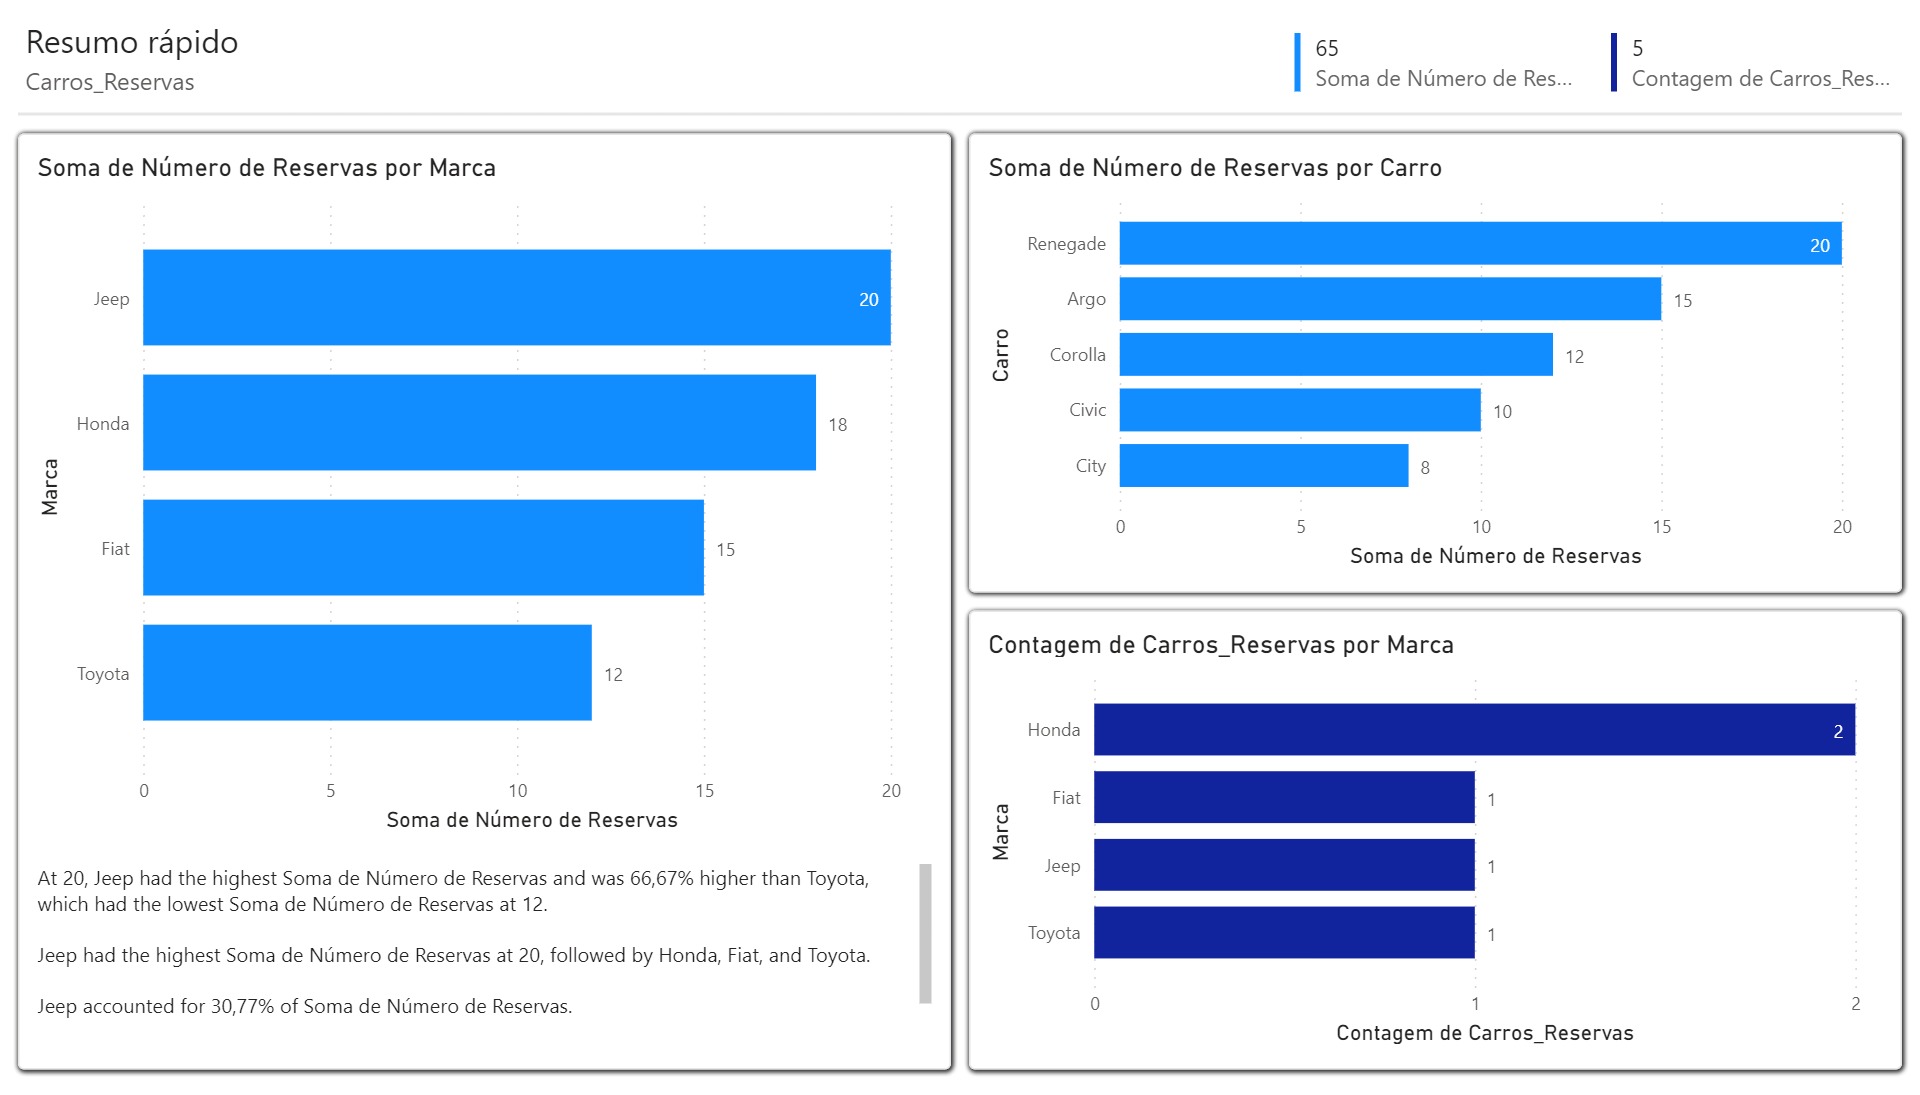 Resumo rápido
Carros_Reservas
65
Soma de Número de Res...
5
Contagem de Carros_Res...
Soma de Número de Reservas por Marca
Marca
Jeep
20
Honda
18
Fiat
15
Toyota
12
0 5 10 15 20
Soma de Número de Reservas
At 20, Jeep had the highest Soma de Número de Reservas and was 66,67% higher than Toyota,
which had the lowest Soma de Número de Reservas at 12.
Jeep had the highest Soma de Número de Reservas at 20, followed by Honda, Fiat, and Toyota.
Jeep accounted for 30,77% of Soma de Número de Reservas.
Soma de Número de Reservas por Carro
Carro
Renegade
20
Argo
15
Corolla
12
Civic
10
City
8
0 5 10 15 20
Soma de Número de Reservas
Contagem de Carros_Reservas por Marca
Marca
Honda
2
Fiat
1
Jeep
1
Toyota
1
0 1 2
Contagem de Carros_Reservas